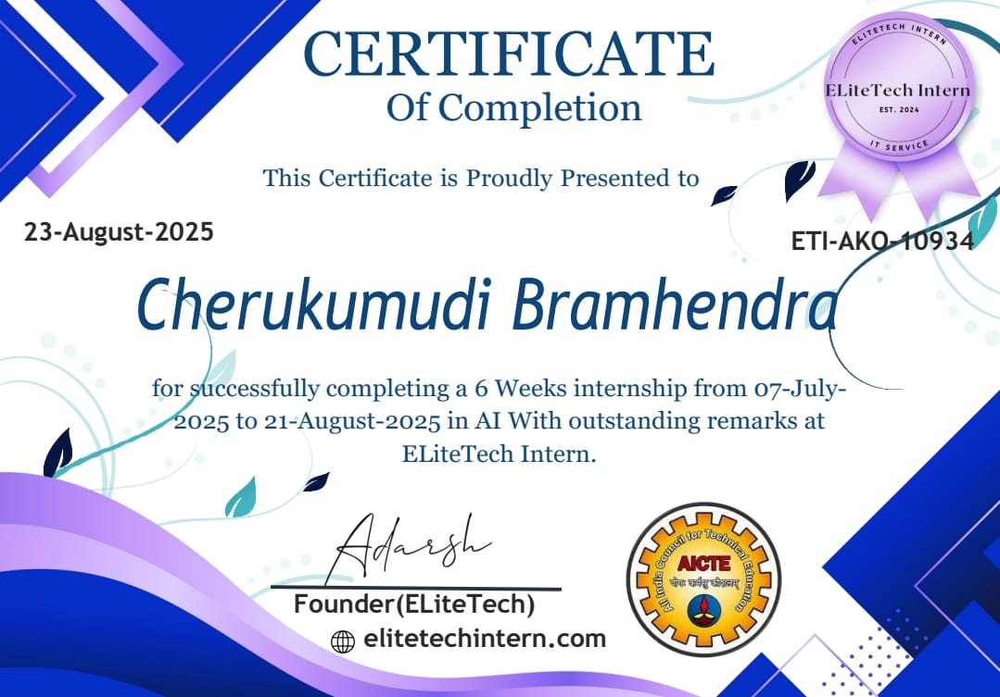 CERTIFICATE
Of Completion
ELITETECH INTERN
ELiteTech Intern
EST. 2024
IT SERVICE
This Certificate is Proudly Presented to
23-August-2025
ETI-AKO-10934
Cherukumudi Bramhendra
for successfully completing a 6 Weeks internship from 07-July-
2025 to 21-August-2025 in AI With outstanding remarks at
ELiteTech Intern.
Adarsh
Founder(ELiteTech)
elitetechintern.com
All India Council for Technical Education
AICTE
योगः कर्मसु कौशलम्